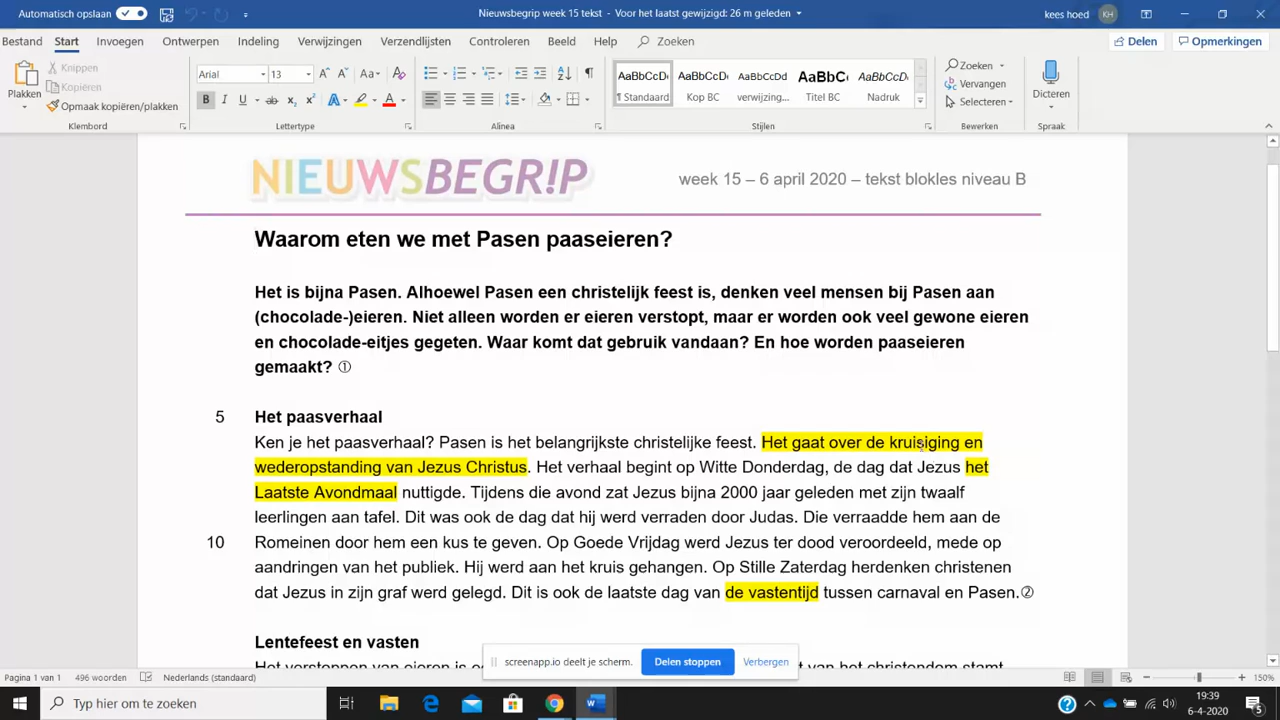 Automatisch opslaan
Nieuwsbegrip week 15 tekst - Voor het laatst gewijzigd: 26 m geleden
kees hoed KH
Bestand Start Invoegen Ontwerpen Indeling Verwijzingen Verzendlijsten Controleren Beeld Help Zoeken Delen Opmerkingen
Plakken
Knippen
Kopiëren
Opmaak kopiëren/plakken
Klembord
Arial 13
Lettertype
Alinea
AaBbCcDc AaBbCcDc AaBbCcDd AaBbCc AaBbCcDc
¶ Standaard Kop BC verwijzing... Titel BC Nadruk
Stijlen
Zoeken
Vervangen
Selecteren
Bewerken
Dicteren
Spraak
NIEUWSBEGR!P
week 15 – 6 april 2020 – tekst blokles niveau B
Waarom eten we met Pasen paaseieren?
Het is bijna Pasen. Alhoewel Pasen een christelijk feest is, denken veel mensen bij Pasen aan
(chocolade-)eieren. Niet alleen worden er eieren verstopt, maar er worden ook veel gewone eieren
en chocolade-eitjes gegeten. Waar komt dat gebruik vandaan? En hoe worden paaseieren
gemaakt? ①
5 Het paasverhaal
Ken je het paasverhaal? Pasen is het belangrijkste christelijke feest. Het gaat over de kruisiging en
wederopstanding van Jezus Christus. Het verhaal begint op Witte Donderdag, de dag dat Jezus het
Laatste Avondmaal nuttigde. Tijdens die avond zat Jezus bijna 2000 jaar geleden met zijn twaalf
leerlingen aan tafel. Dit was ook de dag dat hij werd verraden door Judas. Die verraadde hem aan de
10 Romeinen door hem een kus te geven. Op Goede Vrijdag werd Jezus ter dood veroordeeld, mede op
aandringen van het publiek. Hij werd aan het kruis gehangen. Op Stille Zaterdag herdenken christenen
dat Jezus in zijn graf werd gelegd. Dit is ook de laatste dag van de vastentijd tussen carnaval en Pasen.②
Lentefeest en vasten
Het verstoppen van eieren is
van het christendom stamt
screenapp.io deelt je scherm. Delen stoppen Verbergen
Pagina 1 van 1 496 woorden Nederlands (standaard) 150%
Typ hier om te zoeken
19:39
6-4-2020
5